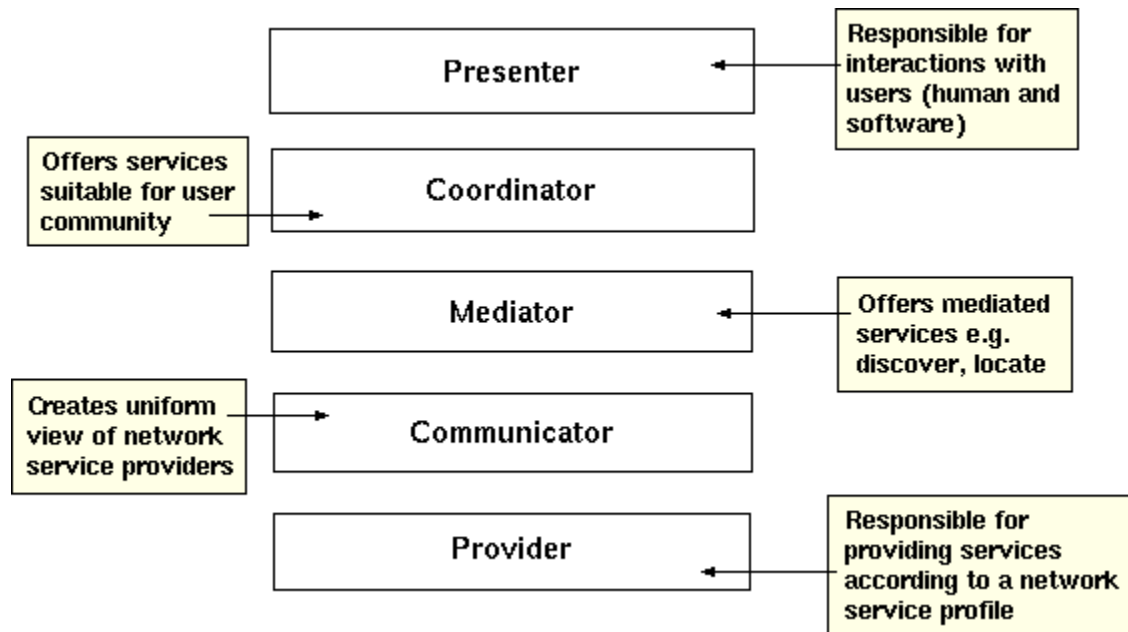 Presenter
Responsible for
interactions with
users (human and
software)
Offers services
suitable for user
community
Coordinator
Mediator
Offers mediated
services e.g.
discover, locate
Creates uniform
view of network
service providers
Communicator
Provider
Responsible for
providing services
according to a network
service profile